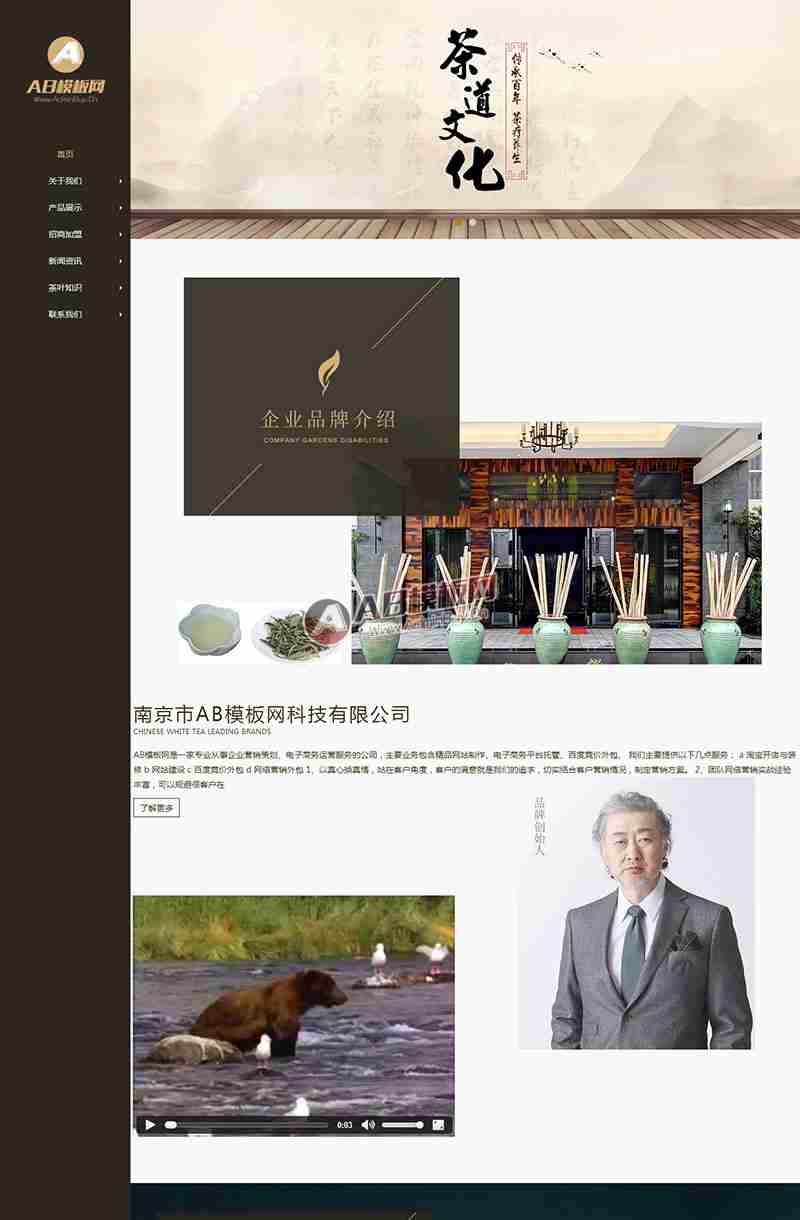 AB模板网
Www.AdminBuy.Cn
首页
关于我们
产品展示
招商加盟
新闻资讯
茶叶知识
联系我们
茶道文化
传承百年 茶疗养生
企业品牌介绍
COMPANY GARDENS DISABILITIES
AB模板网
南京市AB模板网科技有限公司
CHINESE WHITE TEA LEADING BRANDS
AB模板网是一家专业从事企业营销策划、电子商务运营服务的公司，主要业务包含精品网站制作、电子商务平台托管、百度竞价外包。 我们主要提供以下几点服务： a 淘宝开店与装
修 b 网站建设 c 百度竞价外包 d 网络营销外包 1、以真心换真情，站在客户角度，客户的满意就是我们的追求，切实结合客户营销情况，制定营销方案。 2、团队网络营销实战经验
丰富，可以规避很客户在
了解更多
品牌创始人
0:03